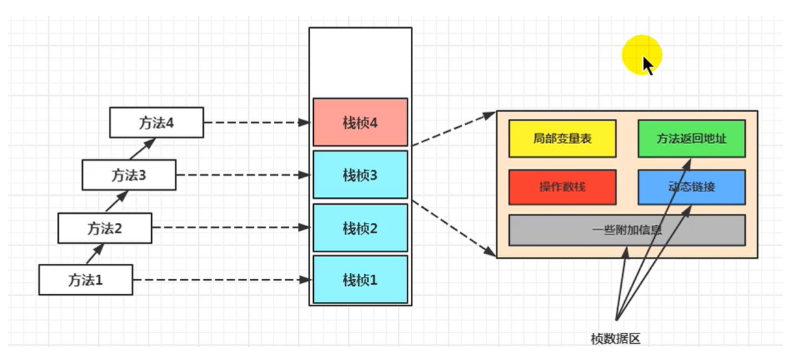 方法4
栈桢4
方法3
栈桢3
方法2
栈桢2
方法1
栈桢1
局部变量表
方法返回地址
操作数栈
动态链接
一些附加信息
桢数据区